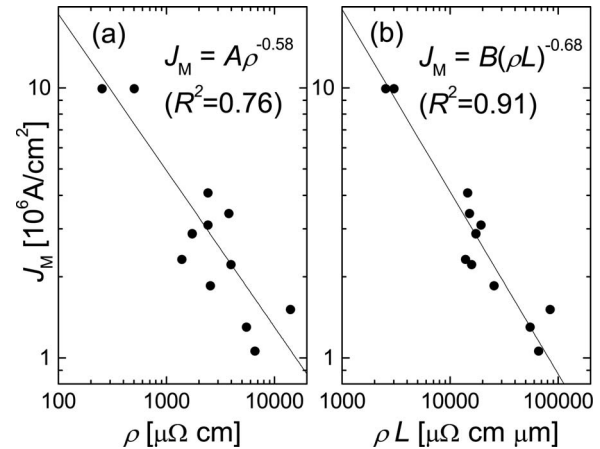 (a)
J_M = Aρ^-0.58
(R^2=0.76)
(b)
J_M = B(ρL)^-0.68
(R^2=0.91)
J_M [10^6A/cm^2]
10
1
100 1000 10000
1000 10000 100000
ρ [μΩ cm]
ρ L [μΩ cm μm]